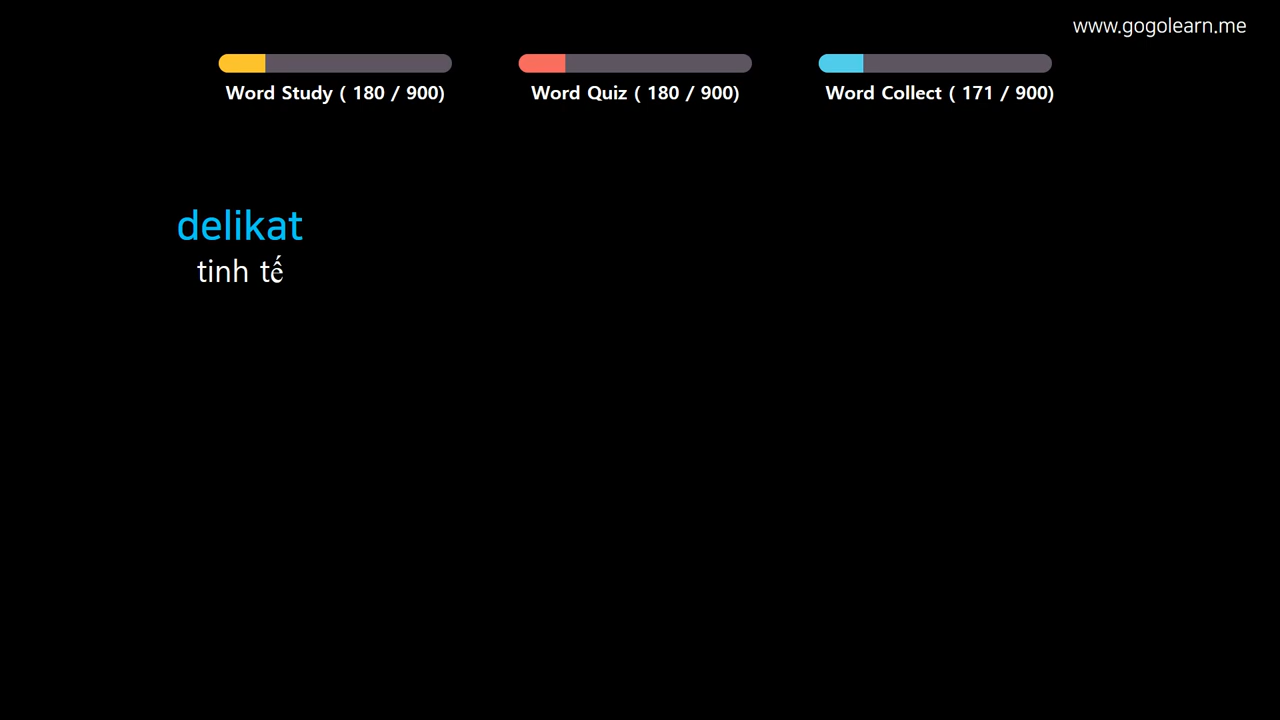 www.gogolearn.me
Word Study ( 180 / 900)
Word Quiz ( 180 / 900)
Word Collect ( 171 / 900)
delikat
tinh tế